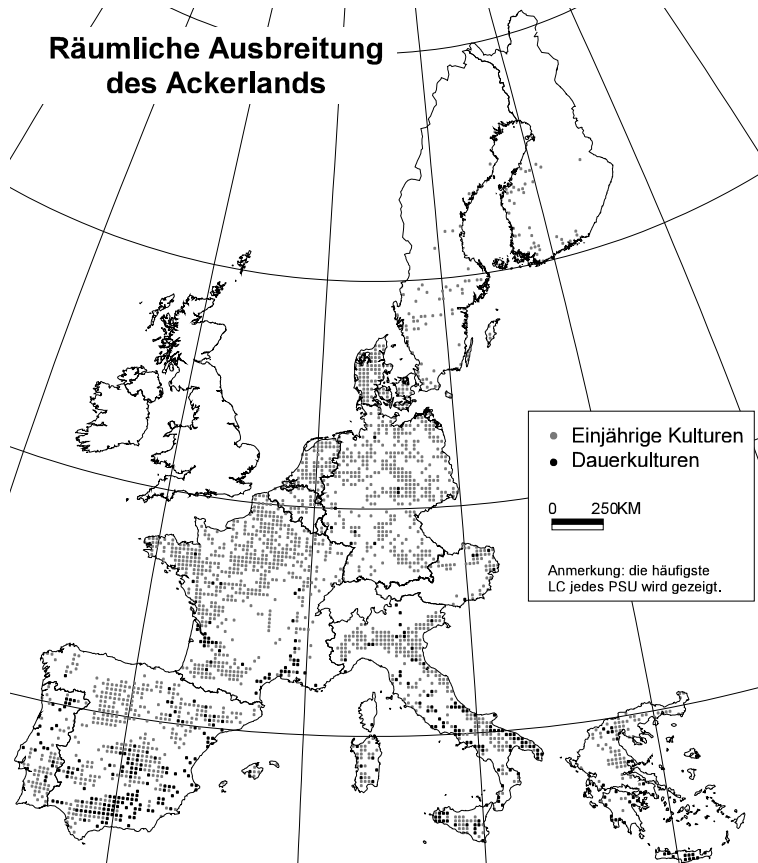 Räumliche Ausbreitung
des Ackerlands
Einjährige Kulturen
Dauerkulturen
0 250KM
Anmerkung: die häufigste
LC jedes PSU wird gezeigt.